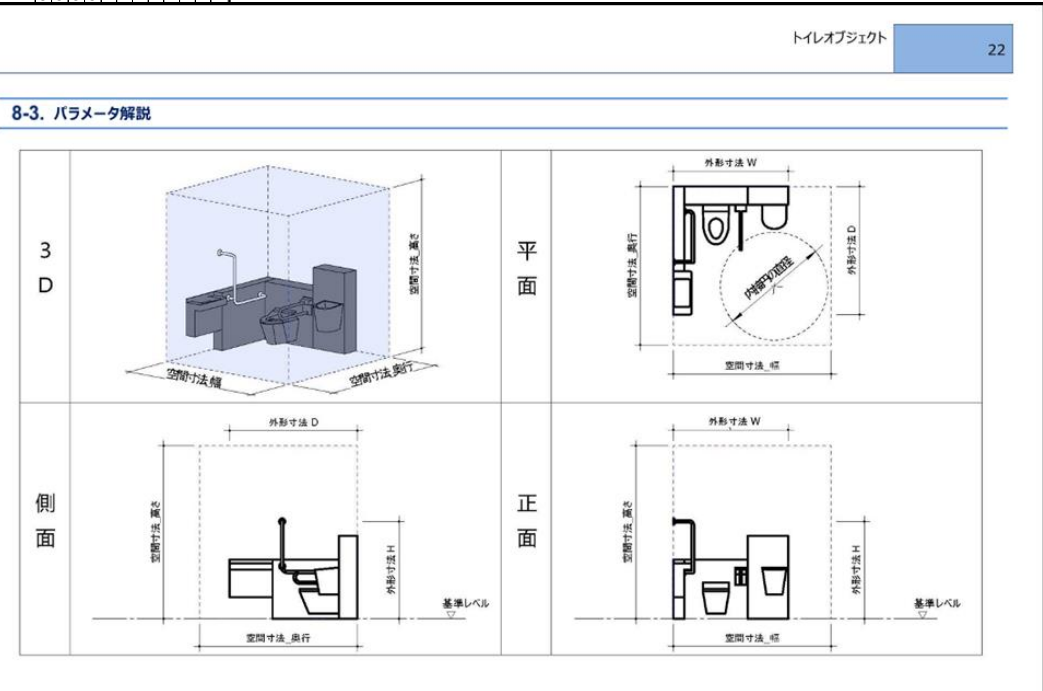 トイレオブジェクト
22
8-3. パラメータ解説
3
D
空間寸法_高さ
空間寸法_幅
空間寸法_奥行
平
面
外形寸法 W
空間寸法_奥行
外形寸法 D
内接円の直径
空間寸法_幅
側
面
外形寸法 D
空間寸法_高さ
外形寸法 H
基準レベル
空間寸法_奥行
正
面
外形寸法 W
空間寸法_高さ
外形寸法 H
基準レベル
空間寸法_幅